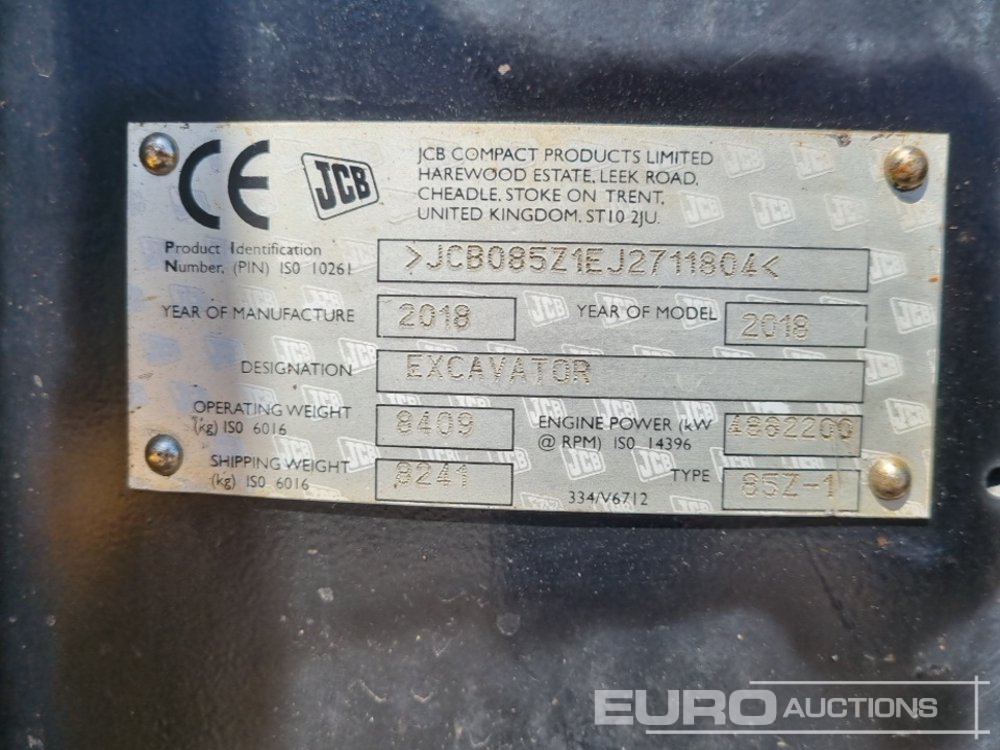 CE
JCB
JCB COMPACT PRODUCTS LIMITED
HAREWOOD ESTATE, LEEK ROAD,
CHEADLE, STOKE ON TRENT,
UNITED KINGDOM. ST10 2JU.
Product Identification
Number, (PIN) ISO 10261
>JCB085Z1EJ2711804<
YEAR OF MANUFACTURE 2018 YEAR OF MODEL 2018
DESIGNATION EXCAVATOR
OPERATING WEIGHT
(kg) ISO 6016
8409
ENGINE POWER (kW
@ RPM) ISO 14396
SHIPPING WEIGHT
(kg) ISO 6016
8241
334/V6712
TYPE 85Z-1
EURO AUCTIONS